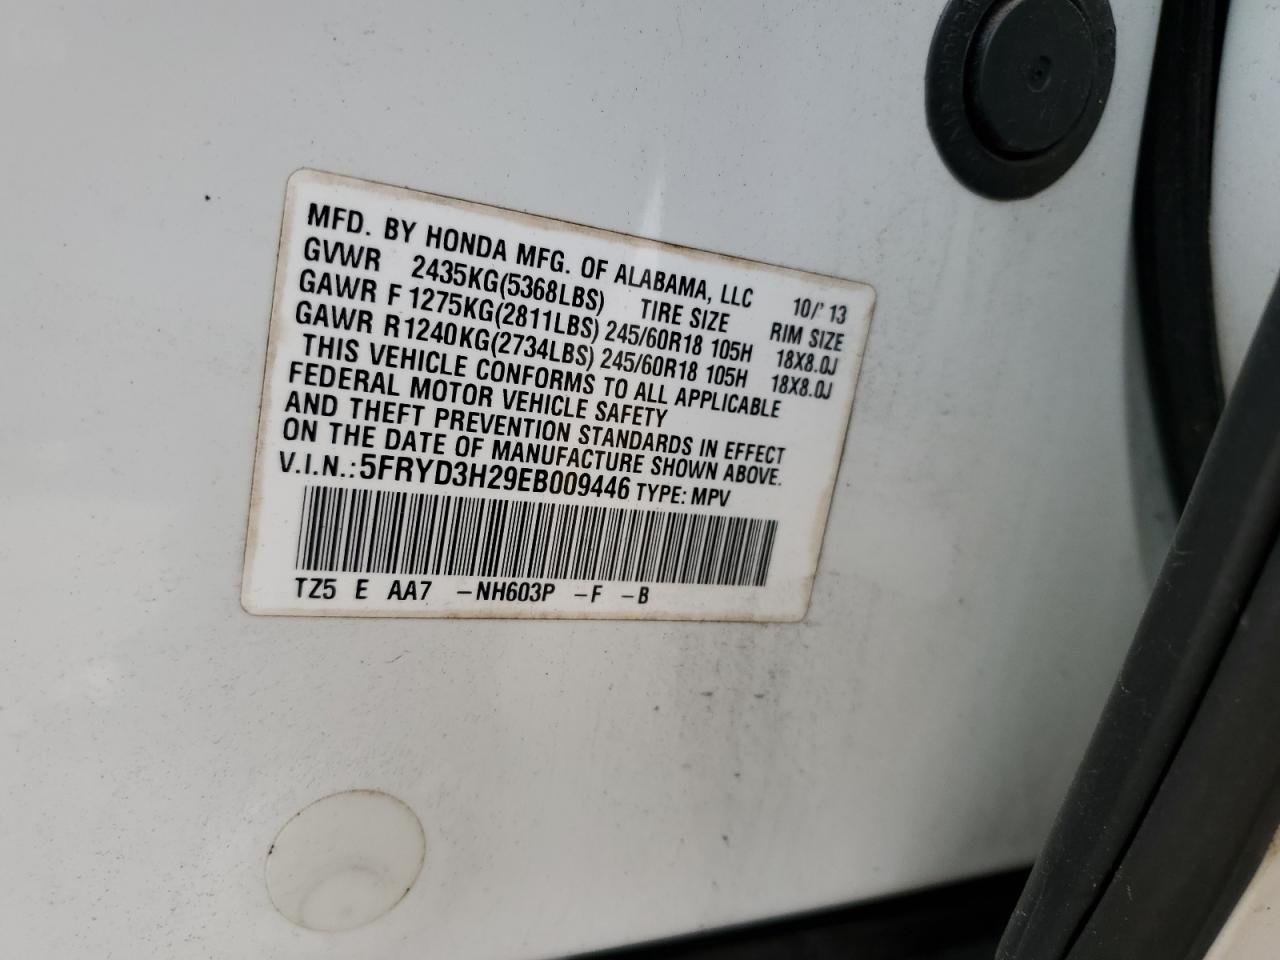 MFD. BY HONDA MFG. OF ALABAMA, LLC 10/'13
GVWR 2435KG(5368LBS) TIRE SIZE RIM SIZE
GAWR F 1275KG(2811LBS) 245/60R18 105H 18X8.0J
GAWR R 1240KG(2734LBS) 245/60R18 105H 18X8.0J
THIS VEHICLE CONFORMS TO ALL APPLICABLE
FEDERAL MOTOR VEHICLE SAFETY
AND THEFT PREVENTION STANDARDS IN EFFECT
ON THE DATE OF MANUFACTURE SHOWN ABOVE.
V.I.N.:5FRYD3H29EB009446 TYPE: MPV
TZ5 E AA7 -NH603P -F -B